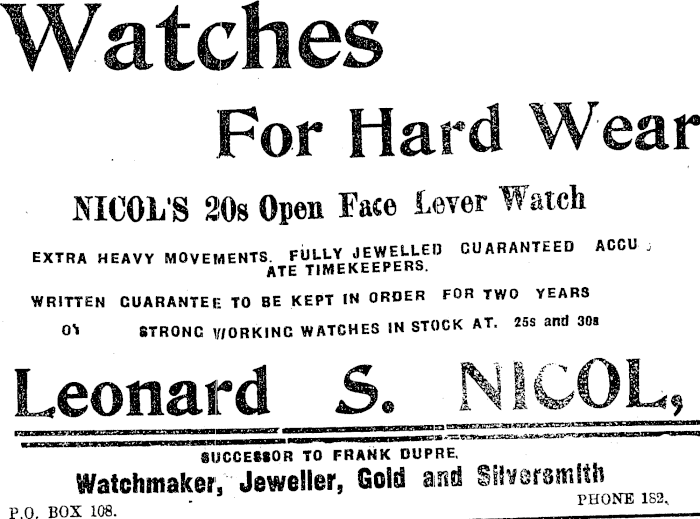 Watches
For Hard Wear
NICOL'S 20s Open Face Lever Watch
EXTRA HEAVY MOVEMENTS. FULLY JEWELLED GUARANTEED ACCU
ATE TIMEKEEPERS.
WRITTEN GUARANTEE TO BE KEPT IN ORDER FOR TWO YEARS
STRONG WORKING WATCHES IN STOCK AT. 25s and 30s
Leonard S. NICOL,
SUCCESSOR TO FRANK DUPRE.
Watchmaker, Jeweller, Gold and Silversmith
P.O. BOX 108. PHONE 182.